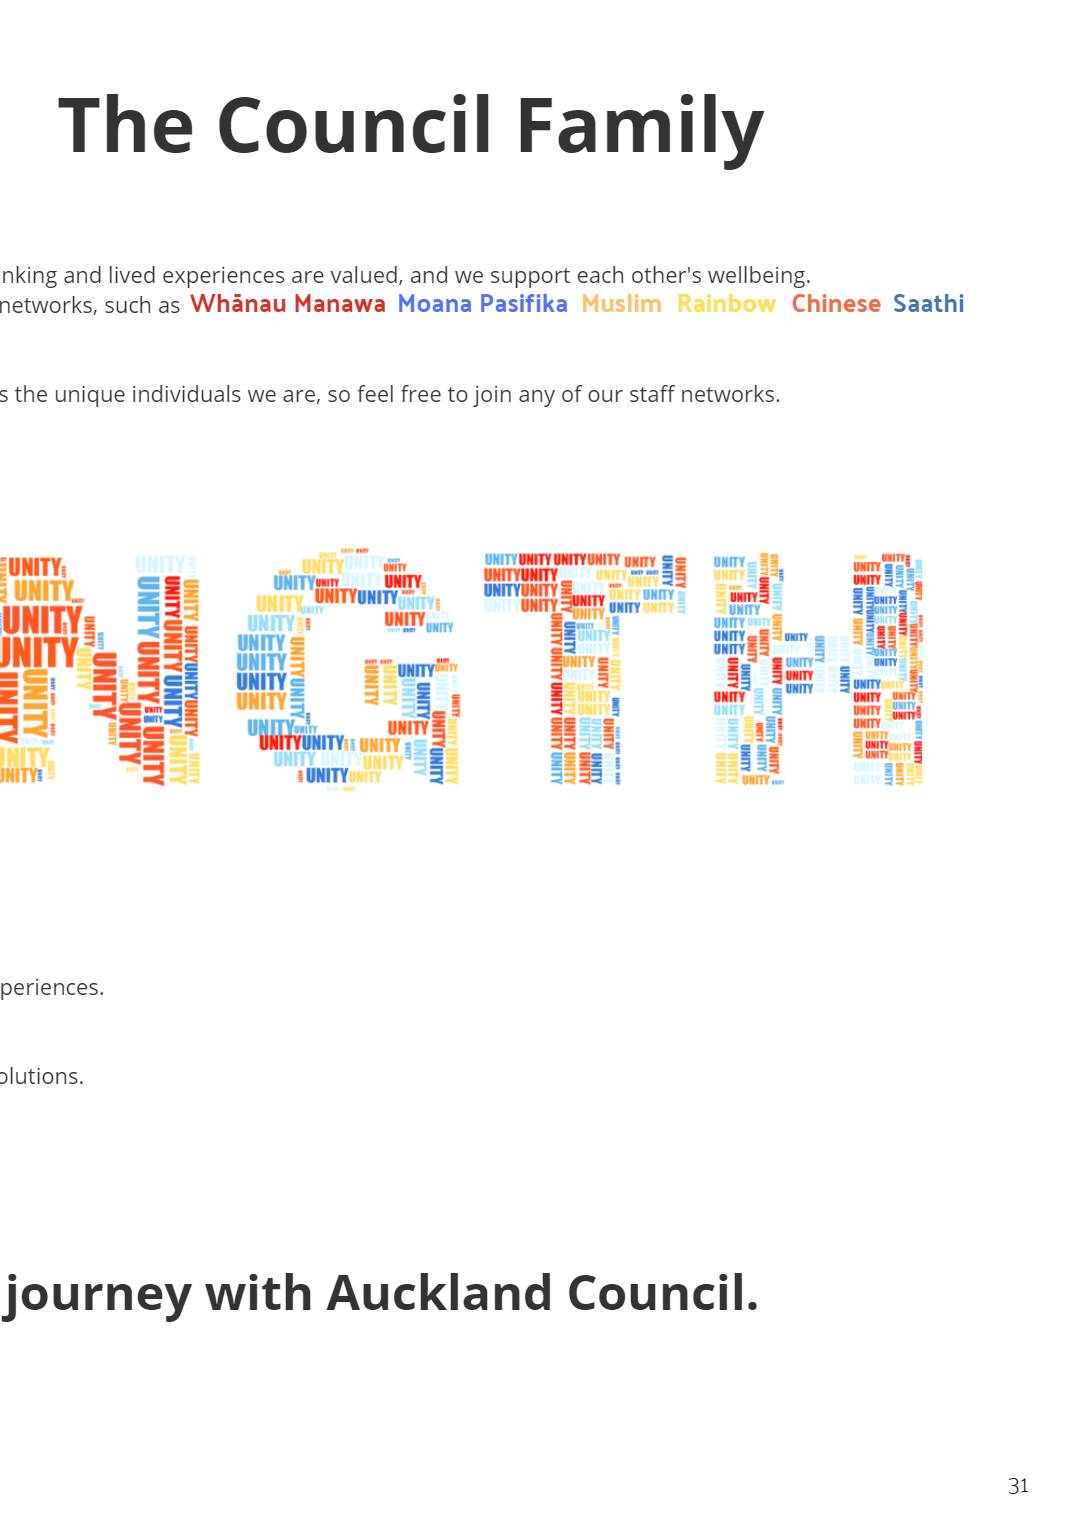 The Council Family
nking and lived experiences are valued, and we support each other's wellbeing.
networks, such as Whānau Manawa Moana Pasifika Muslim Rainbow Chinese Saathi
s the unique individuals we are, so feel free to join any of our staff networks.
NGTH
periences.
olutions.
journey with Auckland Council.
31